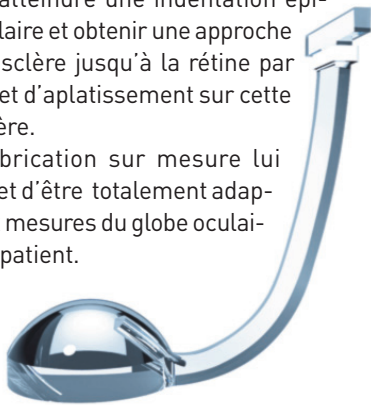 atteindre une indentation épi-
laire et obtenir une approche
sclère jusqu'à la rétine par
et d'aplatissement sur cette
ère.
brication sur mesure lui
et d'être totalement adap-
mesures du globe oculai-
patient.